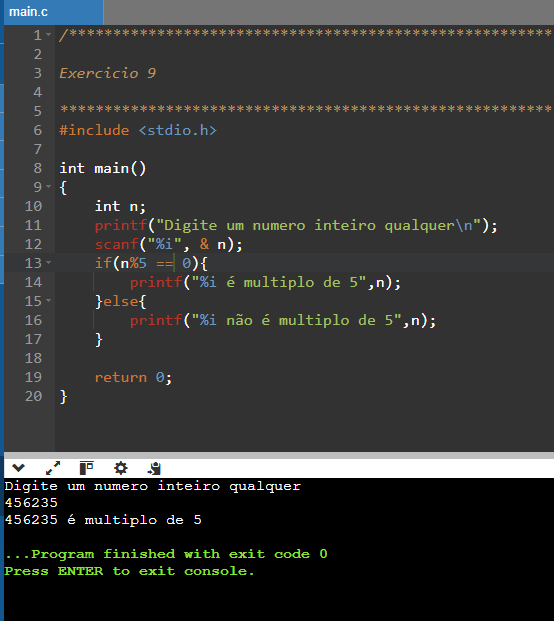 main.c
1 /*******************************************************
2
3 Exercicio 9
4
5 *******************************************************
6 #include <stdio.h>
7
8 int main()
9 {
10     int n;
11     printf("Digite um numero inteiro qualquer\n");
12     scanf("%i", & n);
13     if(n%5 == 0){
14         printf("%i é multiplo de 5",n);
15     }else{
16         printf("%i não é multiplo de 5",n);
17     }
18
19     return 0;
20 }
Digite um numero inteiro qualquer
456235
456235 é multiplo de 5
...Program finished with exit code 0
Press ENTER to exit console.